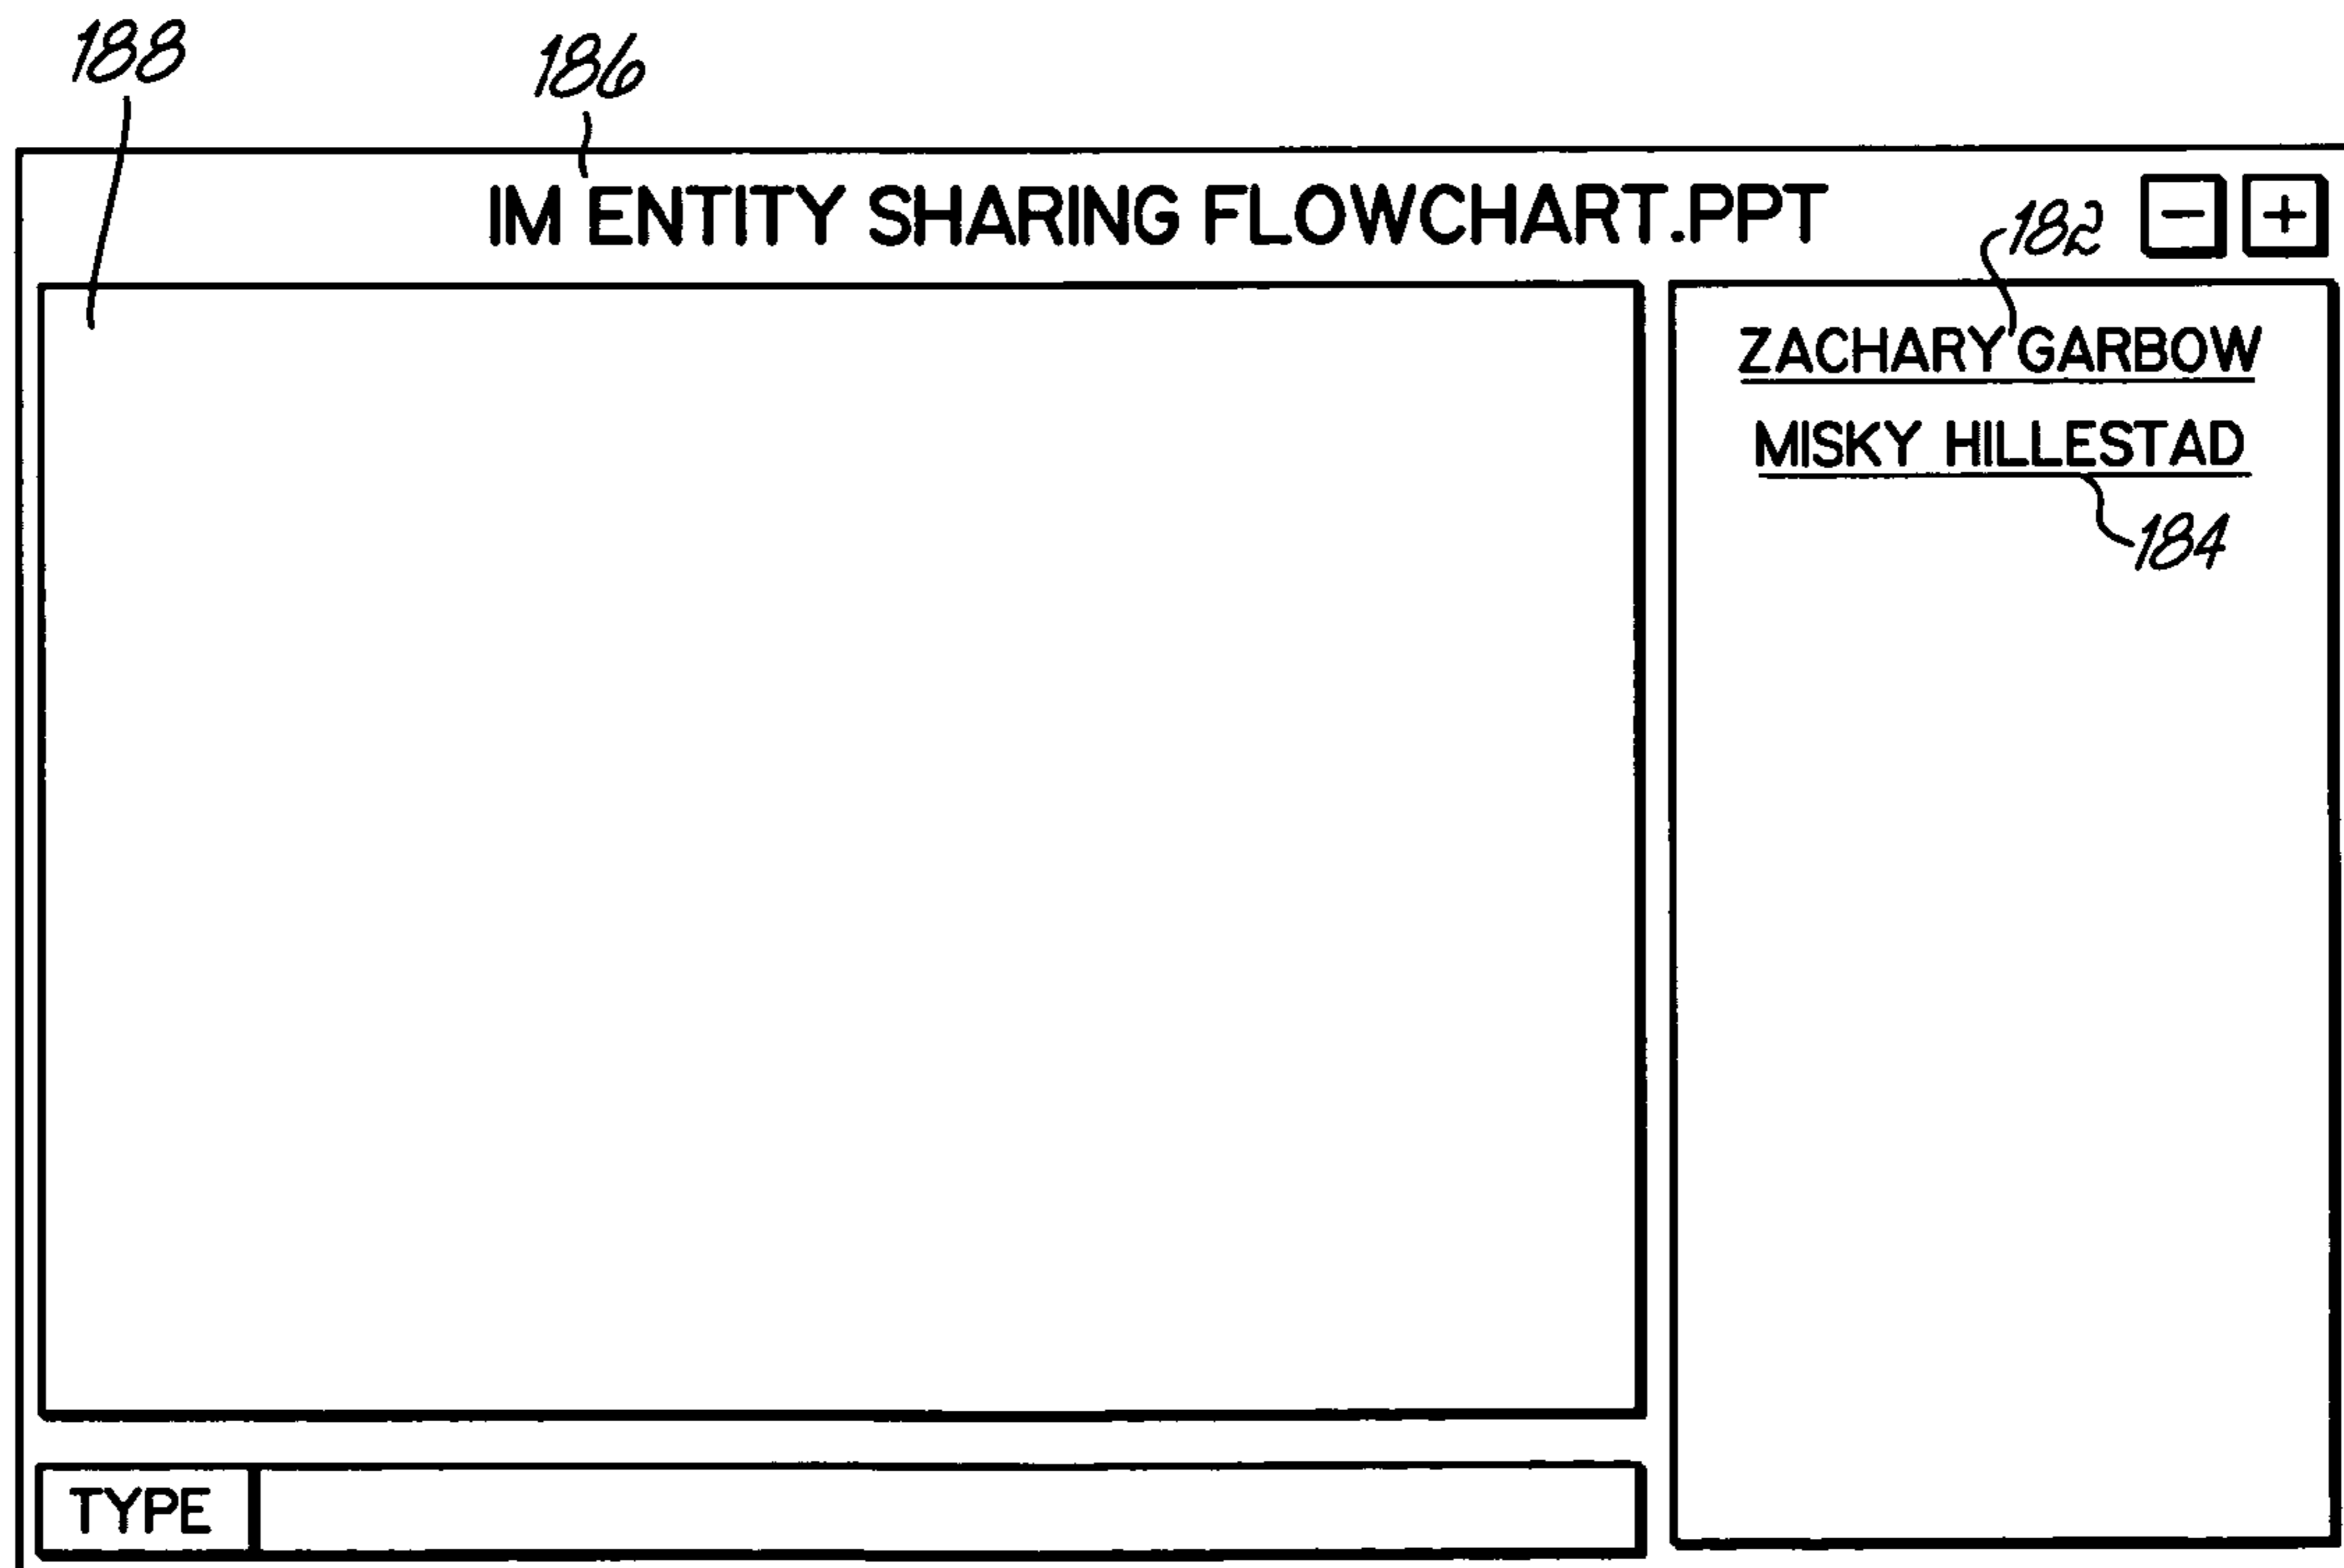 188
186
IM ENTITY SHARING FLOWCHART.PPT
182
- +
ZACHARY GARBOW
MISKY HILLESTAD
184
TYPE